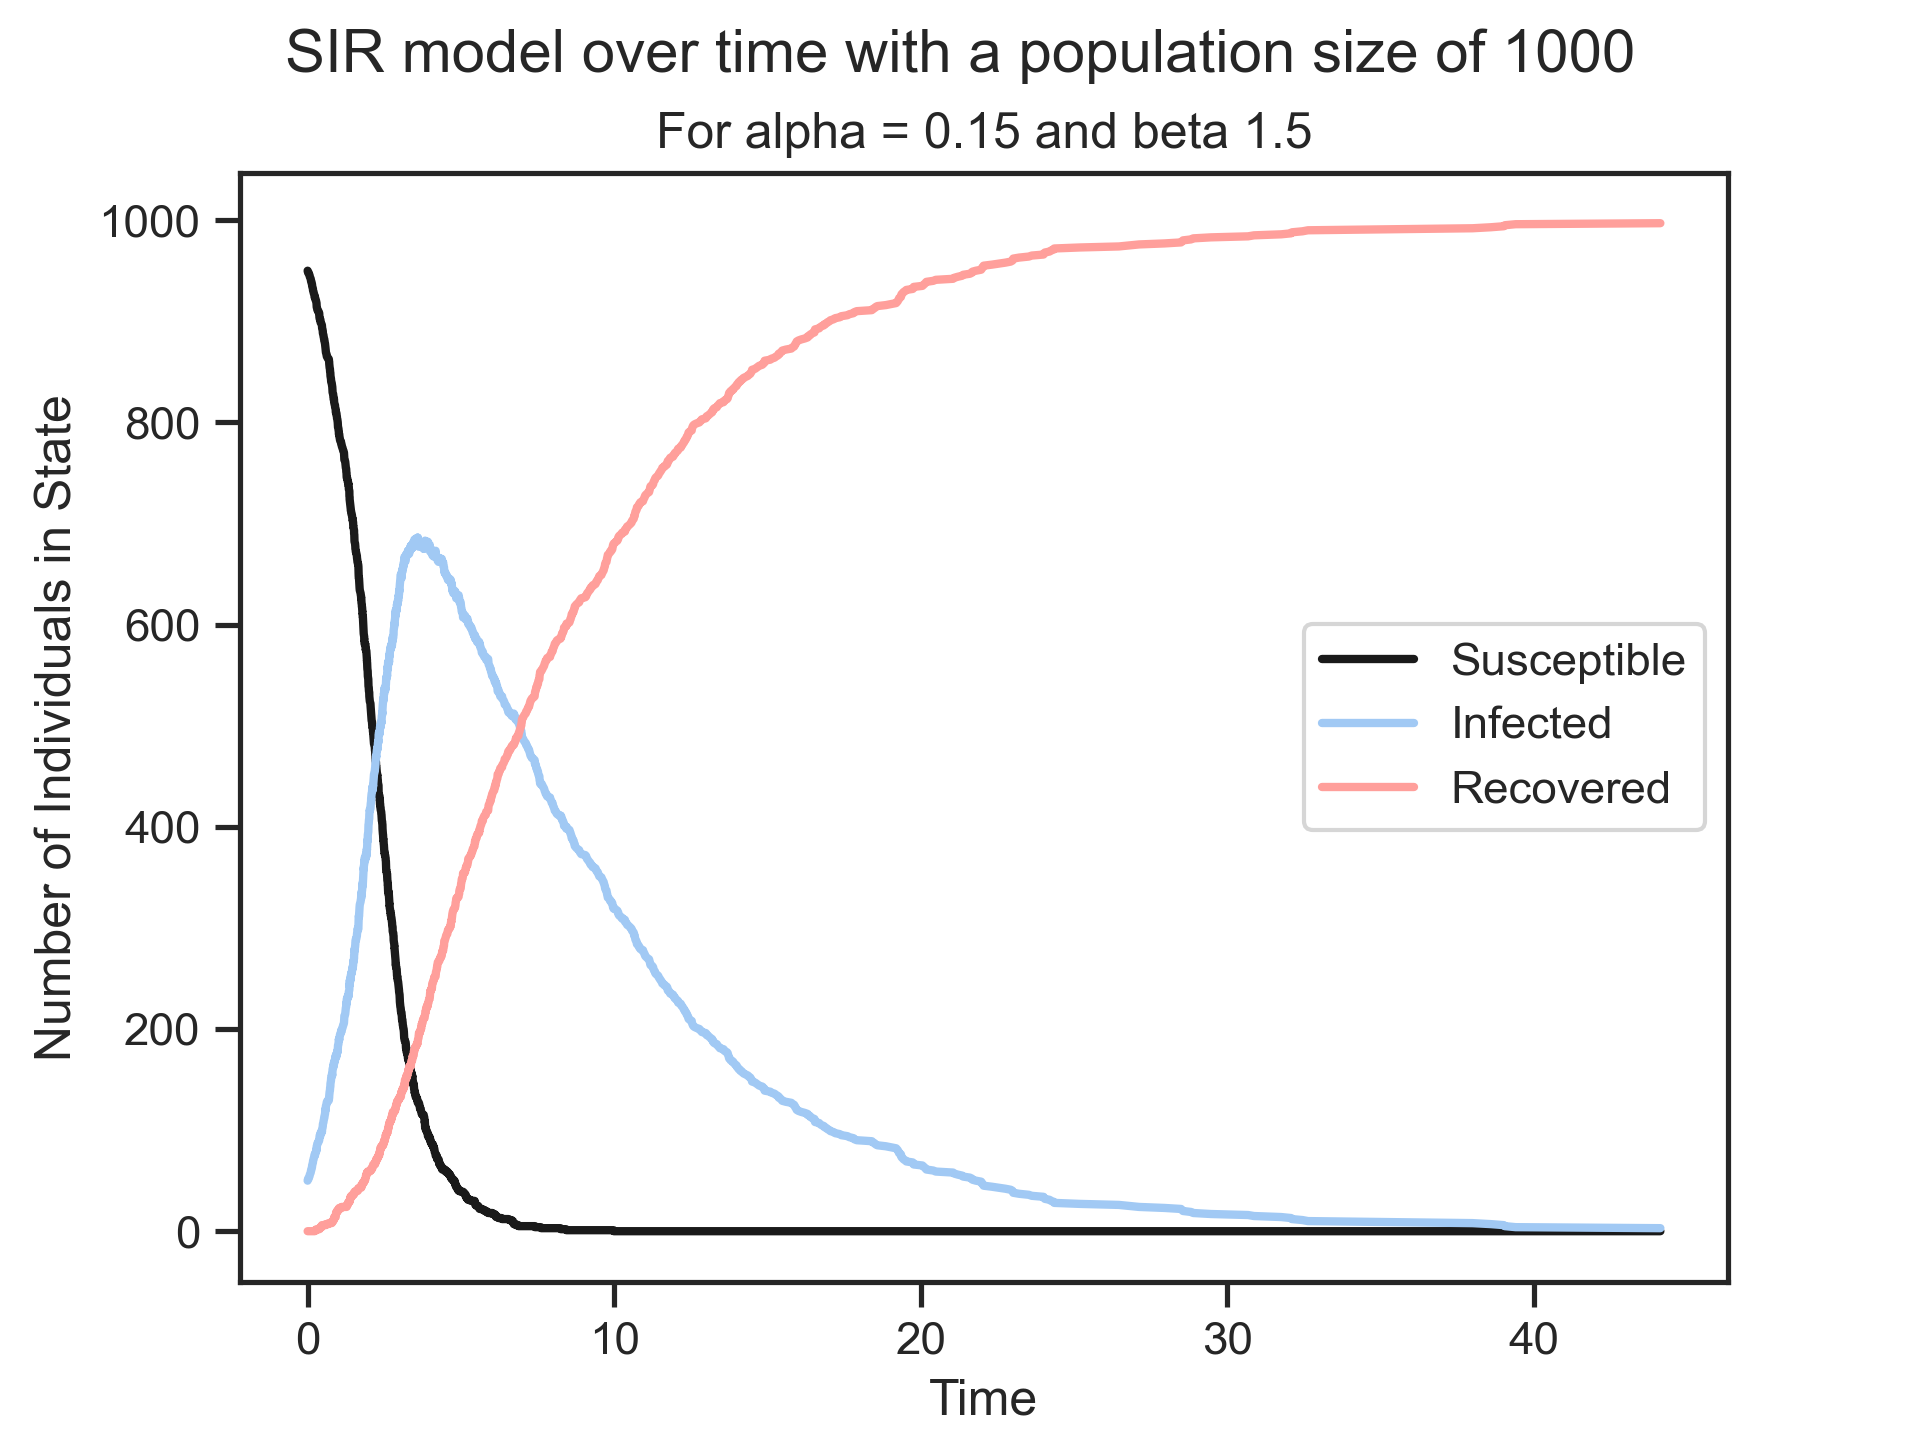 SIR model over time with a population size of 1000
For alpha = 0.15 and beta 1.5
Number of Individuals in State
1000
800
600
400
200
0
Susceptible
Infected
Recovered
0 10 20 30 40
Time